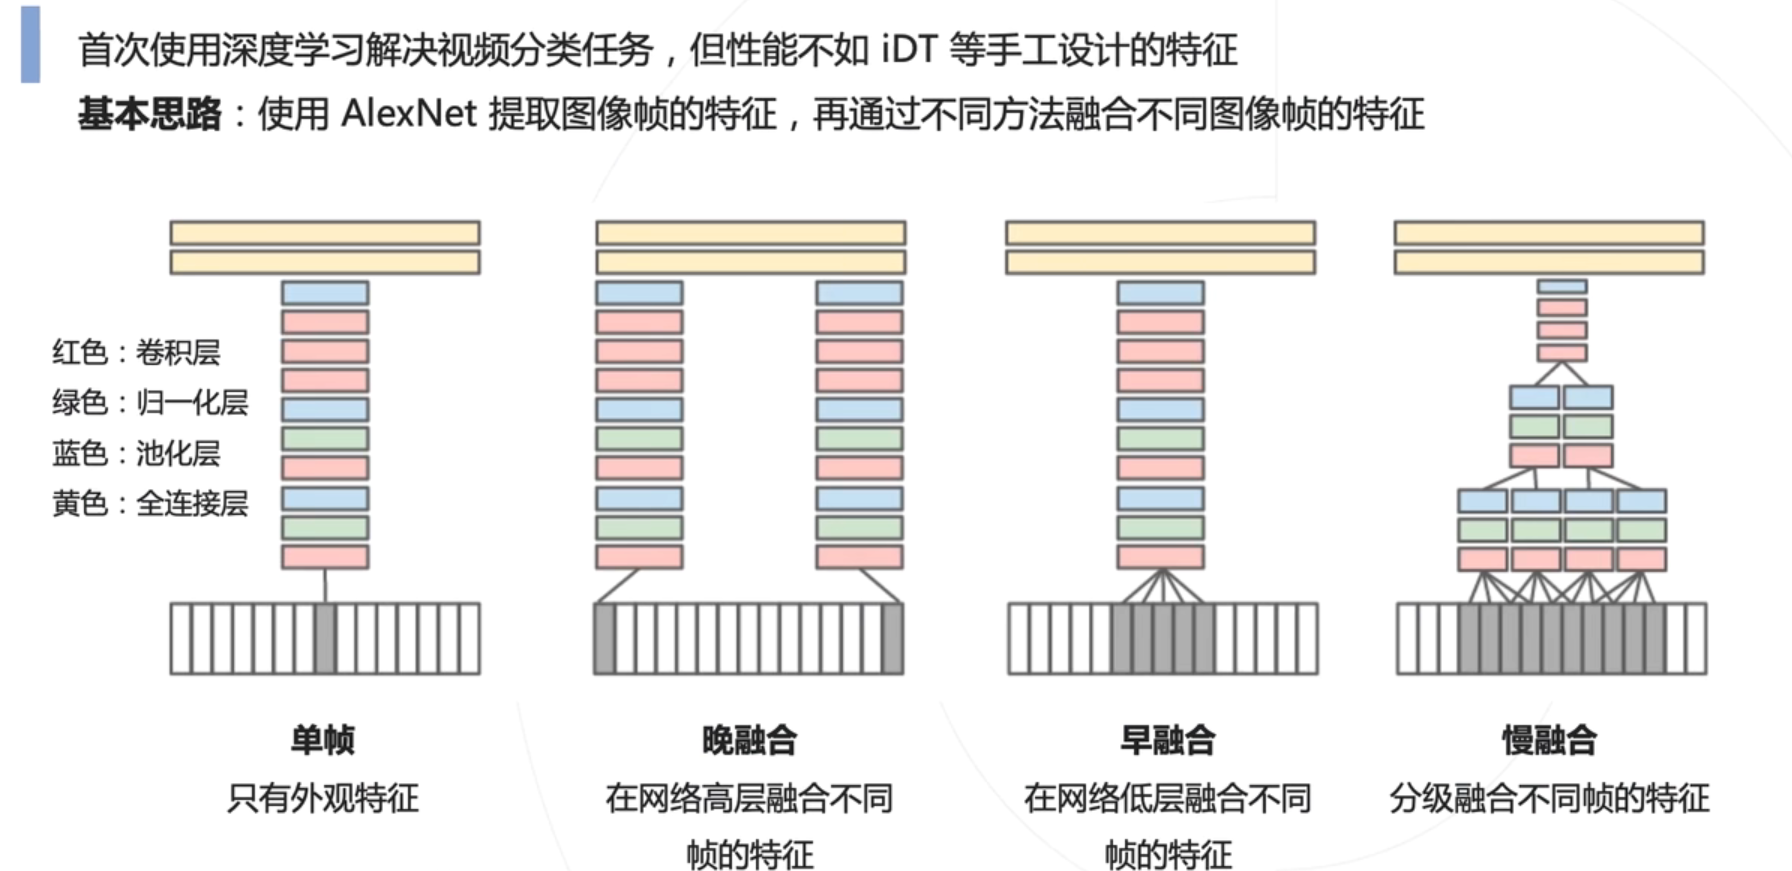 首次使用深度学习解决视频分类任务，但性能不如 iDT 等手工设计的特征
基本思路：使用 AlexNet 提取图像帧的特征，再通过不同方法融合不同图像帧的特征
红色：卷积层
绿色：归一化层
蓝色：池化层
黄色：全连接层
单帧
只有外观特征
晚融合
在网络高层融合不同
帧的特征
早融合
在网络低层融合不同
帧的特征
慢融合
分级融合不同帧的特征